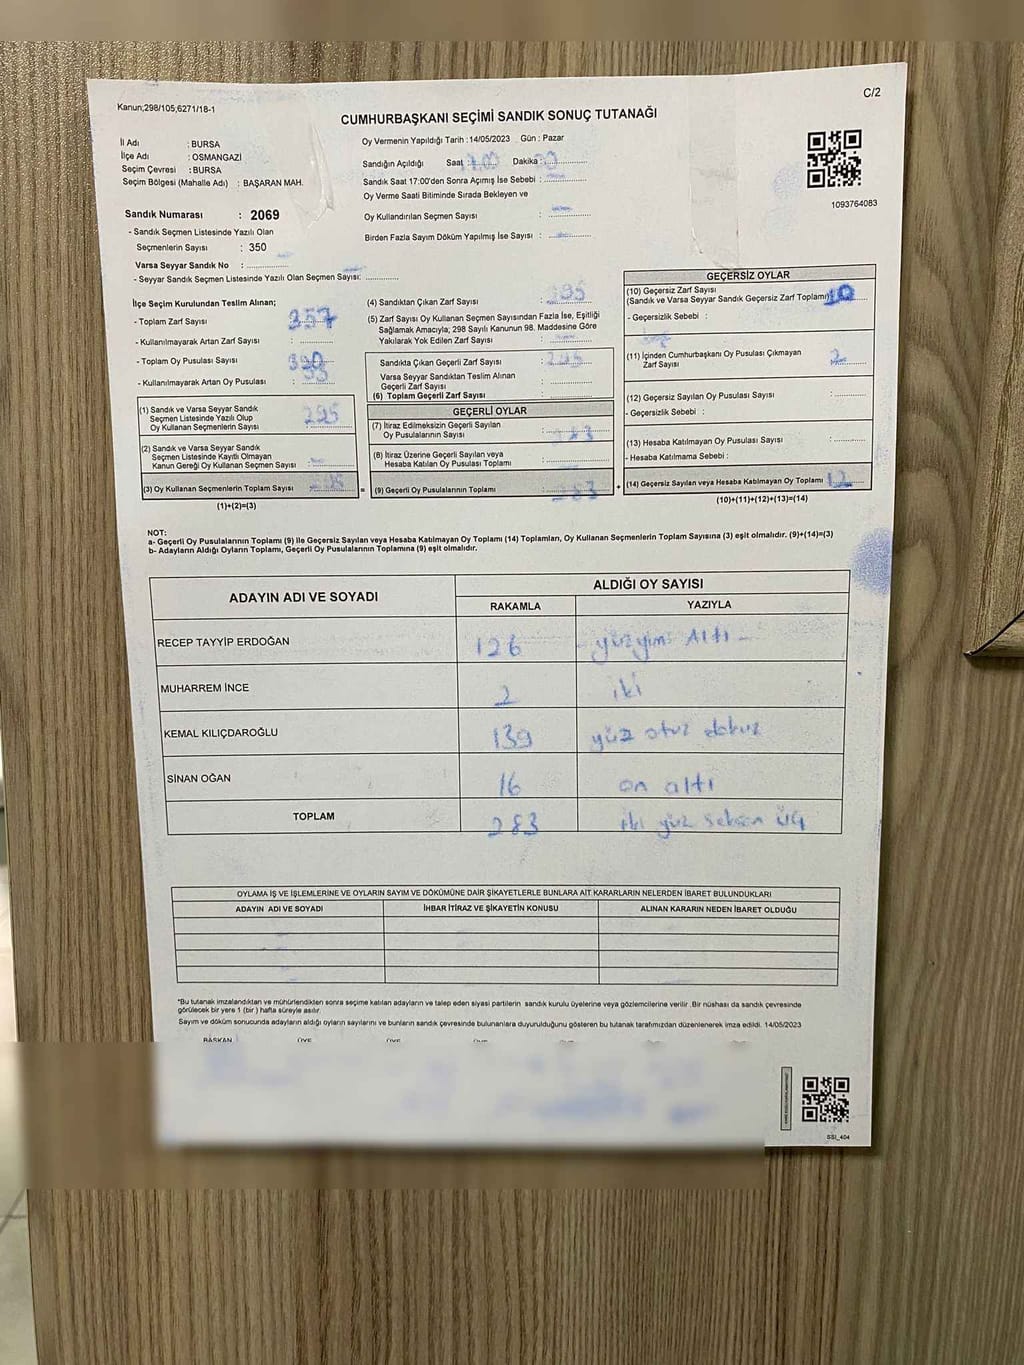 Kanun;298/105,6271/18-1
C/2
CUMHURBAŞKANI SEÇİMİ SANDIK SONUÇ TUTANAĞI
İl Adı : BURSA
İlçe Adı : OSMANGAZİ
Seçim Çevresi : BURSA
Seçim Bölgesi (Mahalle Adı) : BAŞARAN MAH.
Oy Vermenin Yapıldığı Tarih :14/05/2023 Gün : Pazar
Sandığın Açıldığı Saat :17.00 Dakika :
Sandık Saat 17:00'den Sonra Açımış İse Sebebi :
Oy Verme Saati Bitiminde Sırada Bekleyen ve
Oy Kullandırılan Seçmen Sayısı :
Birden Fazla Sayım Döküm Yapılmış İse Sayısı :
1093764083
Sandık Numarası : 2069
- Sandık Seçmen Listesinde Yazılı Olan
Seçmenlerin Sayısı : 350
Varsa Seyyar Sandık No :
- Seyyar Sandık Seçmen Listesinde Yazılı Olan Seçmen Sayısı:
İlçe Seçim Kurulundan Teslim Alınan;
- Toplam Zarf Sayısı : 357
- Kullanılmayarak Artan Zarf Sayısı :
- Toplam Oy Pusulası Sayısı :
- Kullanılmayarak Artan Oy Pusulası :
(1) Sandık ve Varsa Seyyar Sandık
Seçmen Listesinde Yazılı Olup
Oy Kullanan Seçmenlerin Sayısı : 295
(2) Sandık ve Varsa Seyyar Sandık
Seçmen Listesinde Kayıtlı Olmayan
Kanun Gereği Oy Kullanan Seçmen Sayısı :
(3) Oy Kullanan Seçmenlerin Toplam Sayısı : 295
(1)+(2)=(3)
(4) Sandıktan Çıkan Zarf Sayısı : 295
(5) Zarf Sayısı Oy Kullanan Seçmen Sayısından Fazla İse, Eşitliği
Sağlamak Amacıyla; 298 Sayılı Kanunun 98. Maddesine Göre
Yakılarak Yok Edilen Zarf Sayısı :
Sandıkta Çıkan Geçerli Zarf Sayısı : 295
Varsa Seyyar Sandıktan Teslim Alınan
Geçerli Zarf Sayısı :
(6) Toplam Geçerli Zarf Sayısı :
GEÇERLİ OYLAR
(7) İtiraz Edilmeksizin Geçerli Sayılan
Oy Pusulalarının Sayısı : 283
(8) İtiraz Üzerine Geçerli Sayılan veya
Hesaba Katılan Oy Pusulası Toplamı :
(9) Geçerli Oy Pusulalarının Toplamı : 283
GEÇERSİZ OYLAR
(10) Geçersiz Zarf Sayısı
(Sandık ve Varsa Seyyar Sandık Geçersiz Zarf Toplamı): 10
- Geçersizlik Sebebi :
(11) İçinden Cumhurbaşkanı Oy Pusulası Çıkmayan
Zarf Sayısı : 2
(12) Geçersiz Sayılan Oy Pusulası Sayısı :
- Geçersizlik Sebebi :
(13) Hesaba Katılmayan Oy Pusulası Sayısı :
- Hesaba Katılmama Sebebi :
(14) Geçersiz Sayılan veya Hesaba Katılmayan Oy Toplamı : 12
(10)+(11)+(12)+(13)=(14)
NOT:
a- Geçerli Oy Pusulalarının Toplamı (9) ile Geçersiz Sayılan veya Hesaba Katılmayan Oy Toplamı (14) Toplamları, Oy Kullanan Seçmenlerin Toplam Sayısına (3) eşit olmalıdır. (9)+(14)=(3)
b- Adayların Aldığı Oyların Toplamı, Geçerli Oy Pusulalarının Toplamına (9) eşit olmalıdır.
ADAYIN ADI VE SOYADI
ALDIĞI OY SAYISI
RAKAMLA YAZIYLA
RECEP TAYYİP ERDOĞAN 126 yüzyirmi Altı
MUHARREM İNCE 2 iki
KEMAL KILIÇDAROĞLU 139 yüz otuz dokuz
SİNAN OĞAN 16 on altı
TOPLAM 283 iki yüz seksen üç
OYLAMA İŞ VE İŞLEMLERİNE VE OYLARIN SAYIM VE DÖKÜMÜNE DAİR ŞİKAYETLERLE BUNLARA AİT KARARLARIN NELERDEN İBARET BULUNDUKLARI
ADAYIN ADI VE SOYADI İHBAR İTİRAZ VE ŞİKAYETİN KONUSU ALINAN KARARIN NEDEN İBARET OLDUĞU
*Bu tutanak imzalandıktan ve mühürlendikten sonra seçime katılan adayların ve talep eden siyasi partilerin sandık kurulu üyelerine veya gözlemcilerine verilir. Bir nüshası da sandık çevresinde
görülecek bir yere 1 (bir) hafta süreyle asılır.
Sayım ve döküm sonucunda adayların aldığı oyların sayılarını ve bunların sandık çevresinde bulunanlara duyurulduğunu gösteren bu tutanak tarafımızdan düzenlenerek imza edildi. 14/05/2023
BAŞKAN ÜYE ÜYE
SSI_404